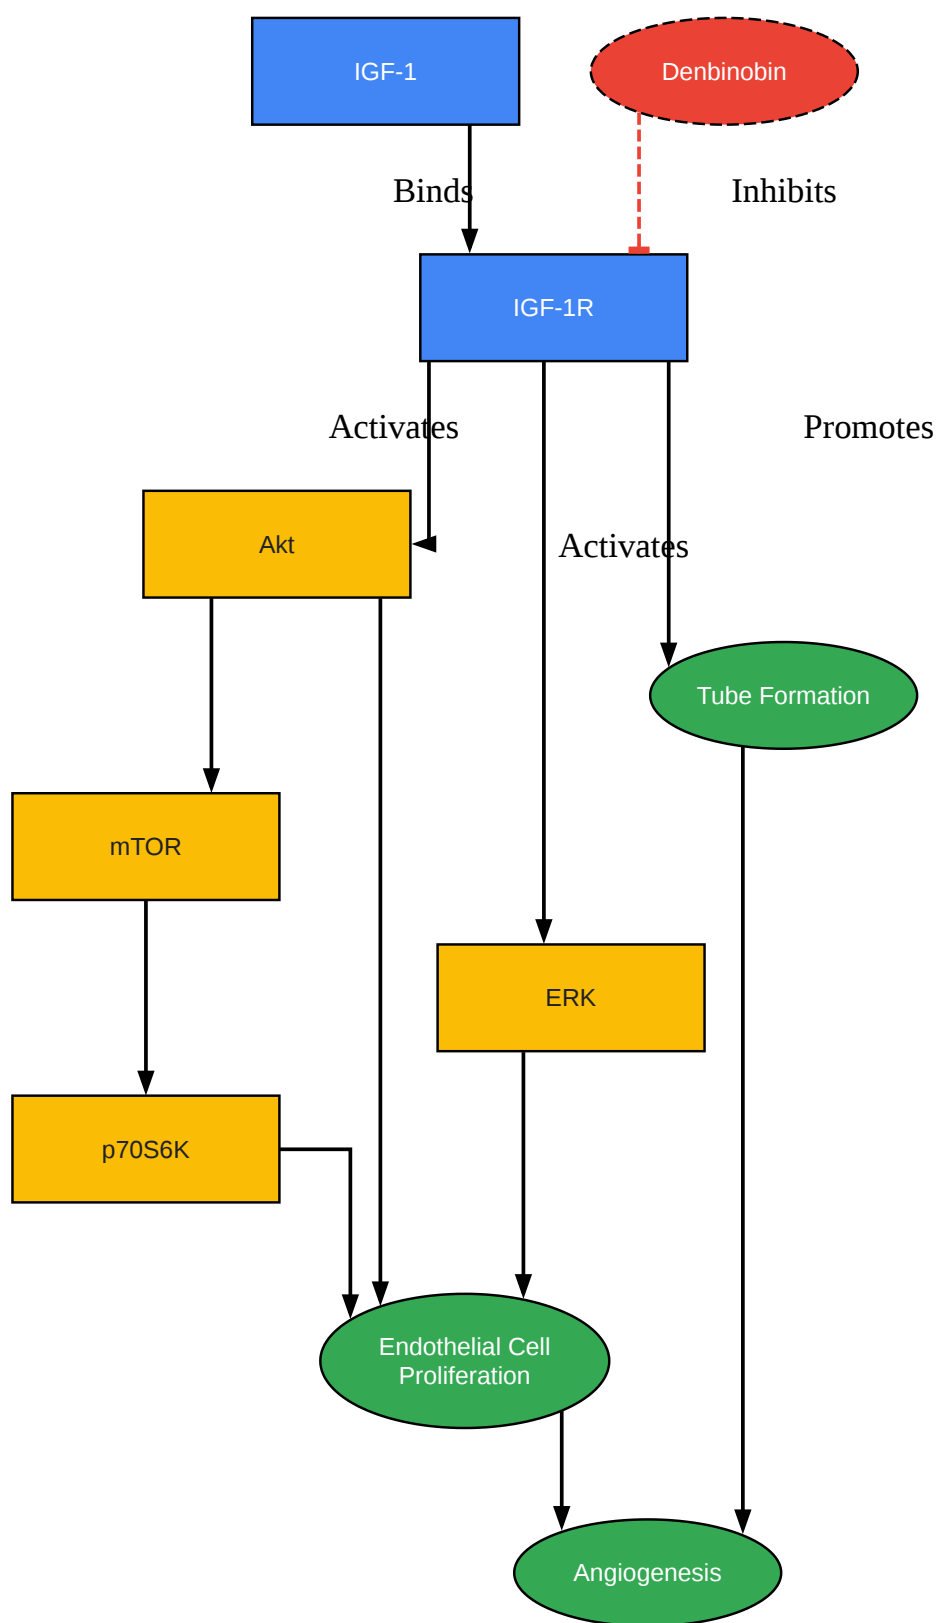 IGF-1
Denbinobin
Binds
Inhibits
IGF-1R
Activates
Promotes
Akt
Activates
Tube Formation
mTOR
ERK
p70S6K
Endothelial Cell
Proliferation
Angiogenesis